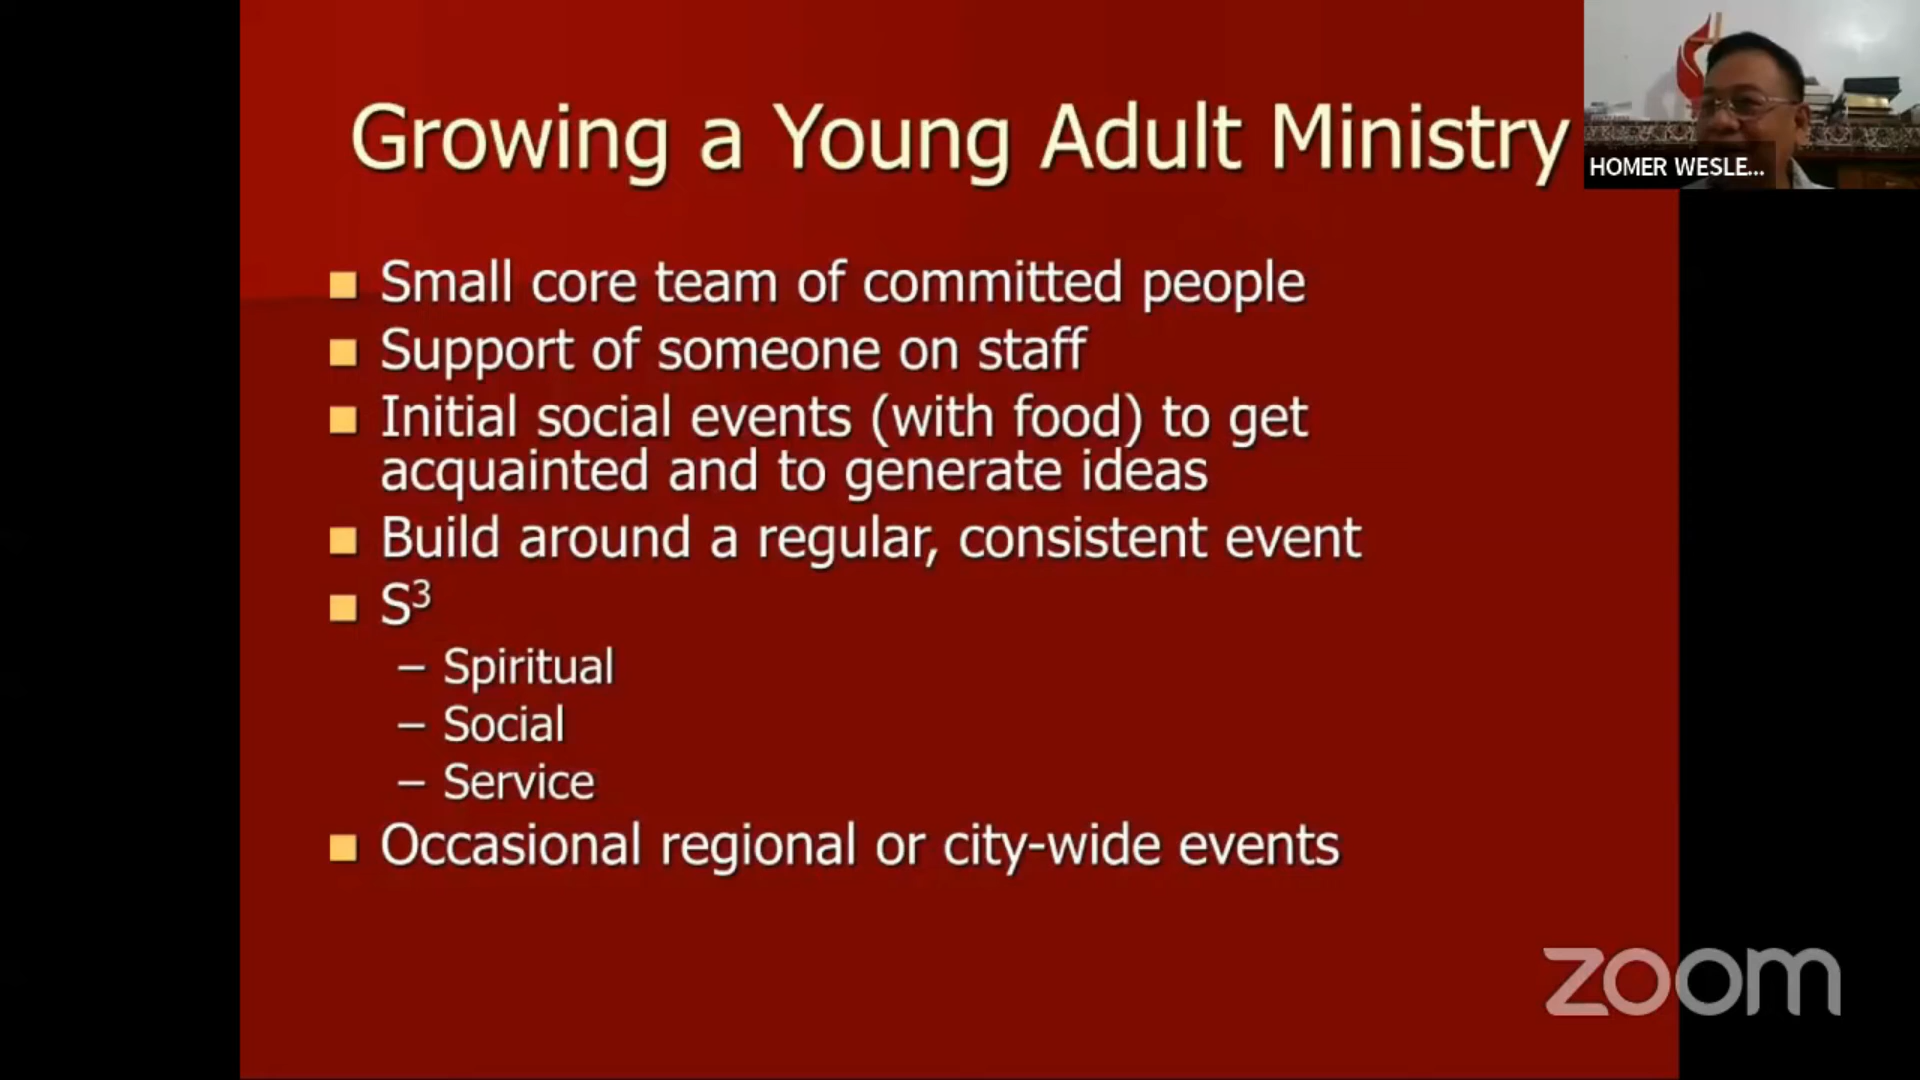 Growing a Young Adult Ministry
HOMER WESLE...
■ Small core team of committed people
■ Support of someone on staff
■ Initial social events (with food) to get
acquainted and to generate ideas
■ Build around a regular, consistent event
■ S³
– Spiritual
– Social
– Service
■ Occasional regional or city-wide events
zoom